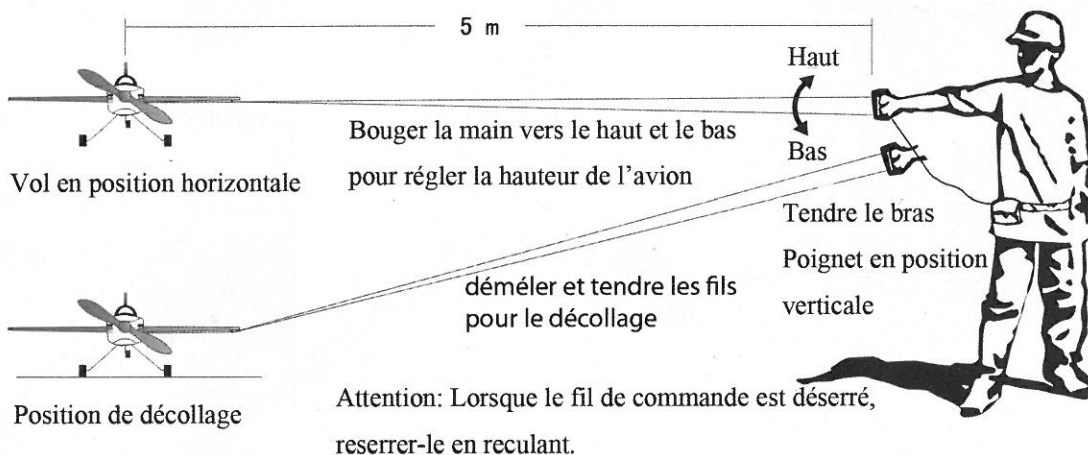 5 m
Haut
Bas
Bouger la main vers le haut et le bas
pour régler la hauteur de l'avion
Vol en position horizontale
Tendre le bras
Poignet en position
verticale
déméler et tendre les fils
pour le décollage
Position de décollage
Attention: Lorsque le fil de commande est déserré,
reserrer-le en reculant.